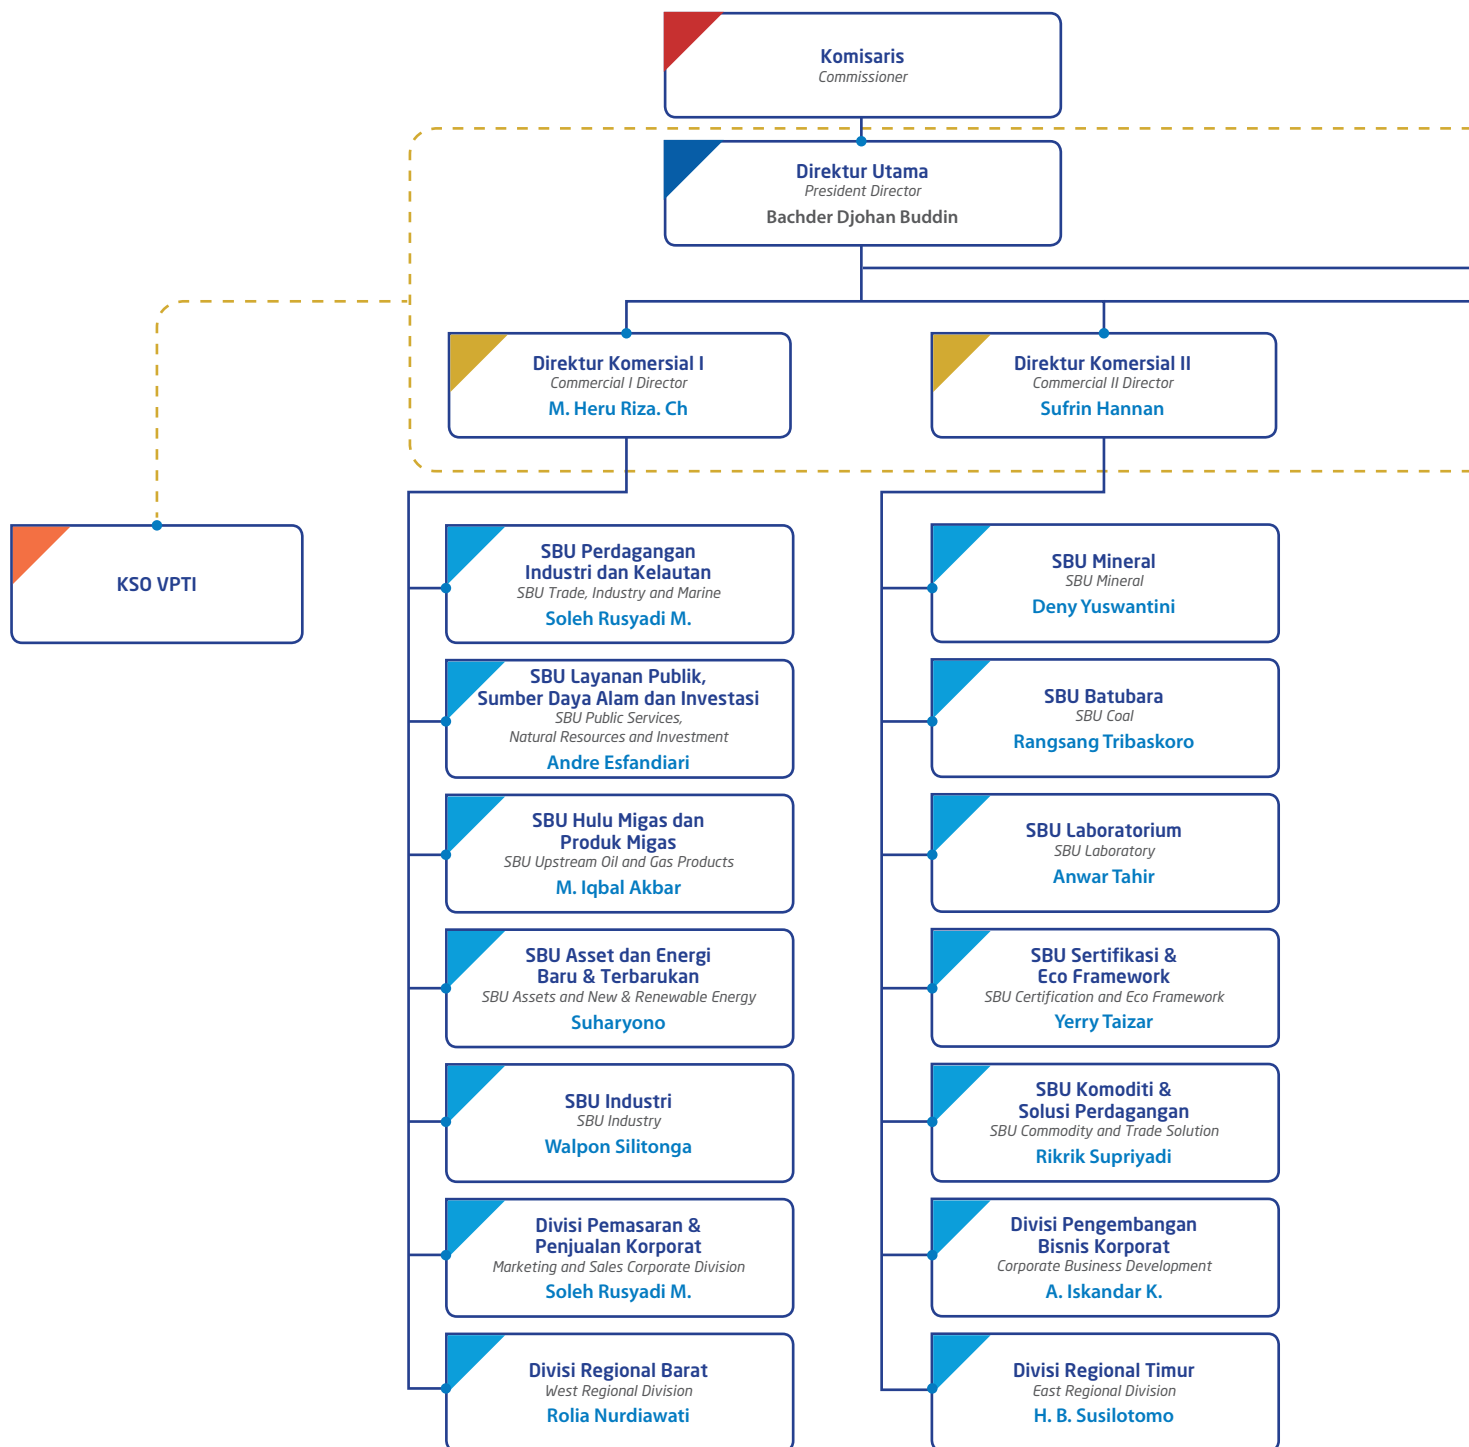 Komisaris
Commissioner
Direktur Utama
President Director
Bachder Djohan Buddin
Direktur Komersial I
Commercial I Director
M. Heru Riza. Ch
Direktur Komersial II
Commercial II Director
Sufrin Hannan
KSO VPTI
SBU Perdagangan
Industri dan Kelautan
SBU Trade, Industry and Marine
Soleh Rusyadi M.
SBU Layanan Publik,
Sumber Daya Alam dan Investasi
SBU Public Services,
Natural Resources and Investment
Andre Esfandiari
SBU Hulu Migas dan
Produk Migas
SBU Upstream Oil and Gas Products
M. Iqbal Akbar
SBU Asset dan Energi
Baru & Terbarukan
SBU Assets and New & Renewable Energy
Suharyono
SBU Industri
SBU Industry
Walpon Silitonga
Divisi Pemasaran &
Penjualan Korporat
Marketing and Sales Corporate Division
Soleh Rusyadi M.
Divisi Regional Barat
West Regional Division
Rolia Nurdiawati
SBU Mineral
SBU Mineral
Deny Yuswantini
SBU Batubara
SBU Coal
Rangsang Tribaskoro
SBU Laboratorium
SBU Laboratory
Anwar Tahir
SBU Sertifikasi &
Eco Framework
SBU Certification and Eco Framework
Yerry Taizar
SBU Komoditi &
Solusi Perdagangan
SBU Commodity and Trade Solution
Rikrik Supriyadi
Divisi Pengembangan
Bisnis Korporat
Corporate Business Development
A. Iskandar K.
Divisi Regional Timur
East Regional Division
H. B. Susilotomo